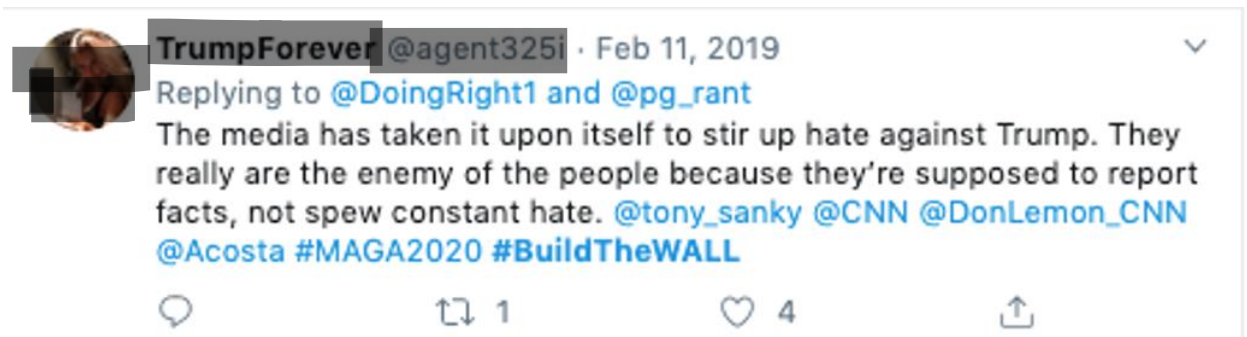 TrumpForever @agent325i · Feb 11, 2019
Replying to @DoingRight1 and @pg_rant
The media has taken it upon itself to stir up hate against Trump. They
really are the enemy of the people because they’re supposed to report
facts, not spew constant hate. @tony_sanky @CNN @DonLemon_CNN
@Acosta #MAGA2020 #BuildTheWALL
1 4